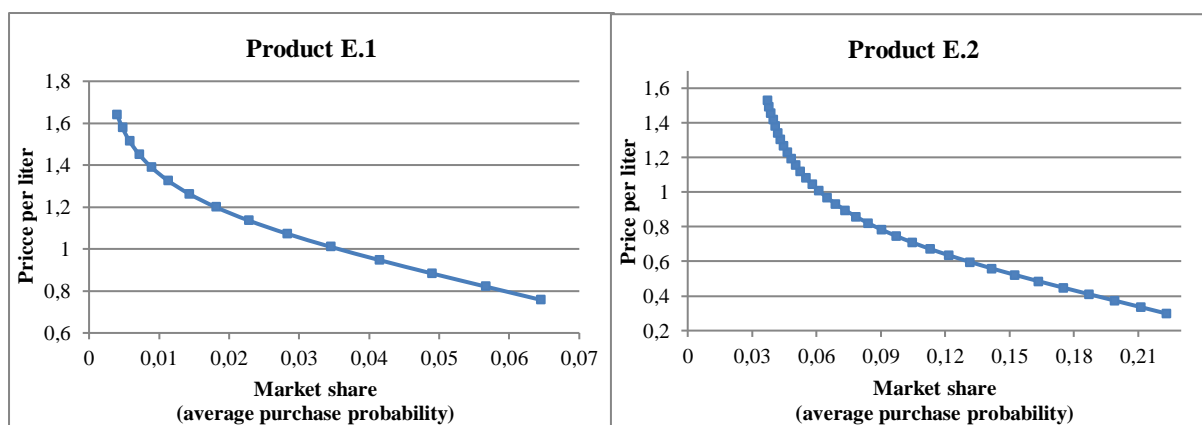 Product E.1
1,8
1,6
1,4
1,2
1
0,8
0,6
Pricce per liter
0 0,01 0,02 0,03 0,04 0,05 0,06 0,07
Market share
(average purchase probability)
Product E.2
1,6
1,4
1,2
1
0,8
0,6
0,4
0,2
Price per liter
0 0,03 0,06 0,09 0,12 0,15 0,18 0,21
Market share
(average purchase probability)